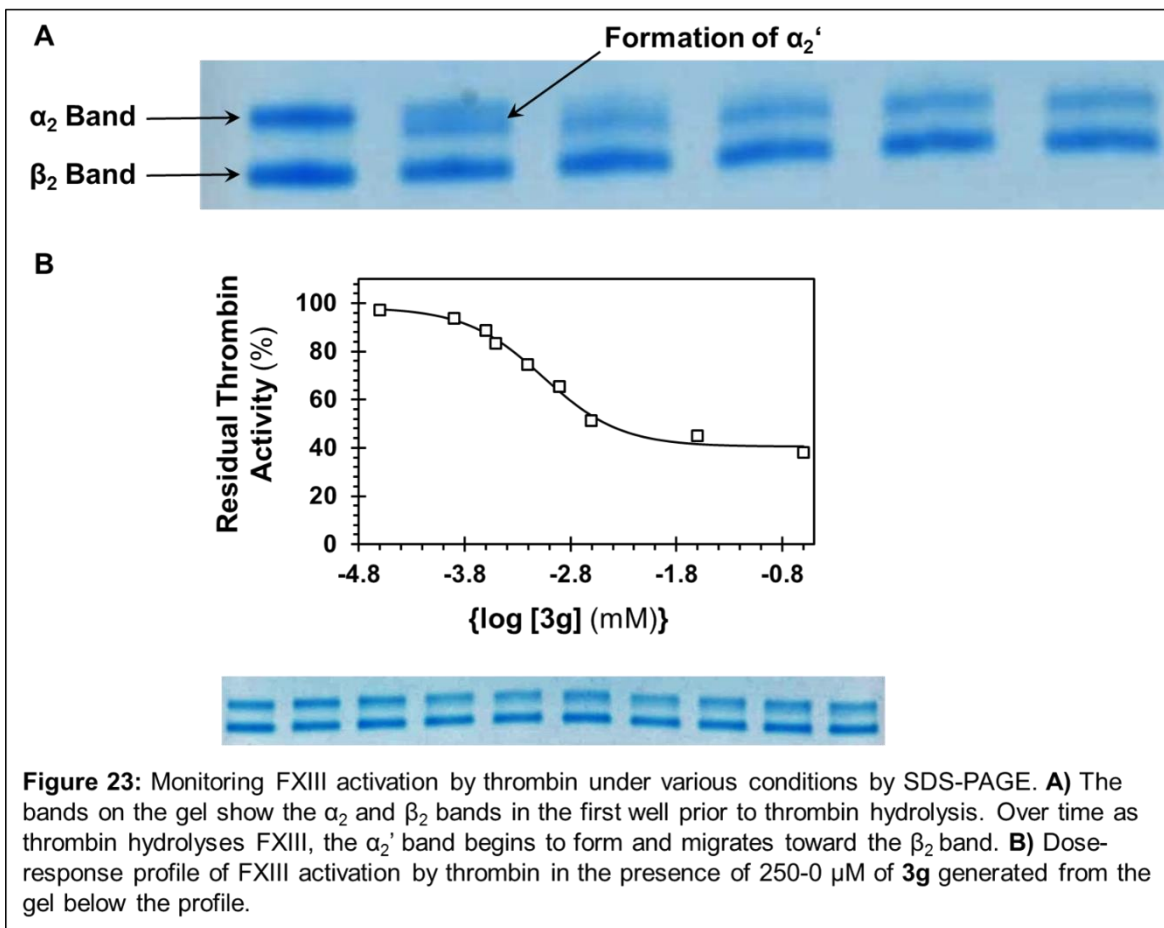 A
Formation of α₂‘
α₂ Band
β₂ Band
B
Residual Thrombin
Activity (%)
100
80
60
40
20
0
-4.8 -3.8 -2.8 -1.8 -0.8
{log [3g] (mM)}
Figure 23: Monitoring FXIII activation by thrombin under various conditions by SDS-PAGE. A) The
bands on the gel show the α₂ and β₂ bands in the first well prior to thrombin hydrolysis. Over time as
thrombin hydrolyses FXIII, the α₂’ band begins to form and migrates toward the β₂ band. B) Dose-
response profile of FXIII activation by thrombin in the presence of 250-0 µM of 3g generated from the
gel below the profile.